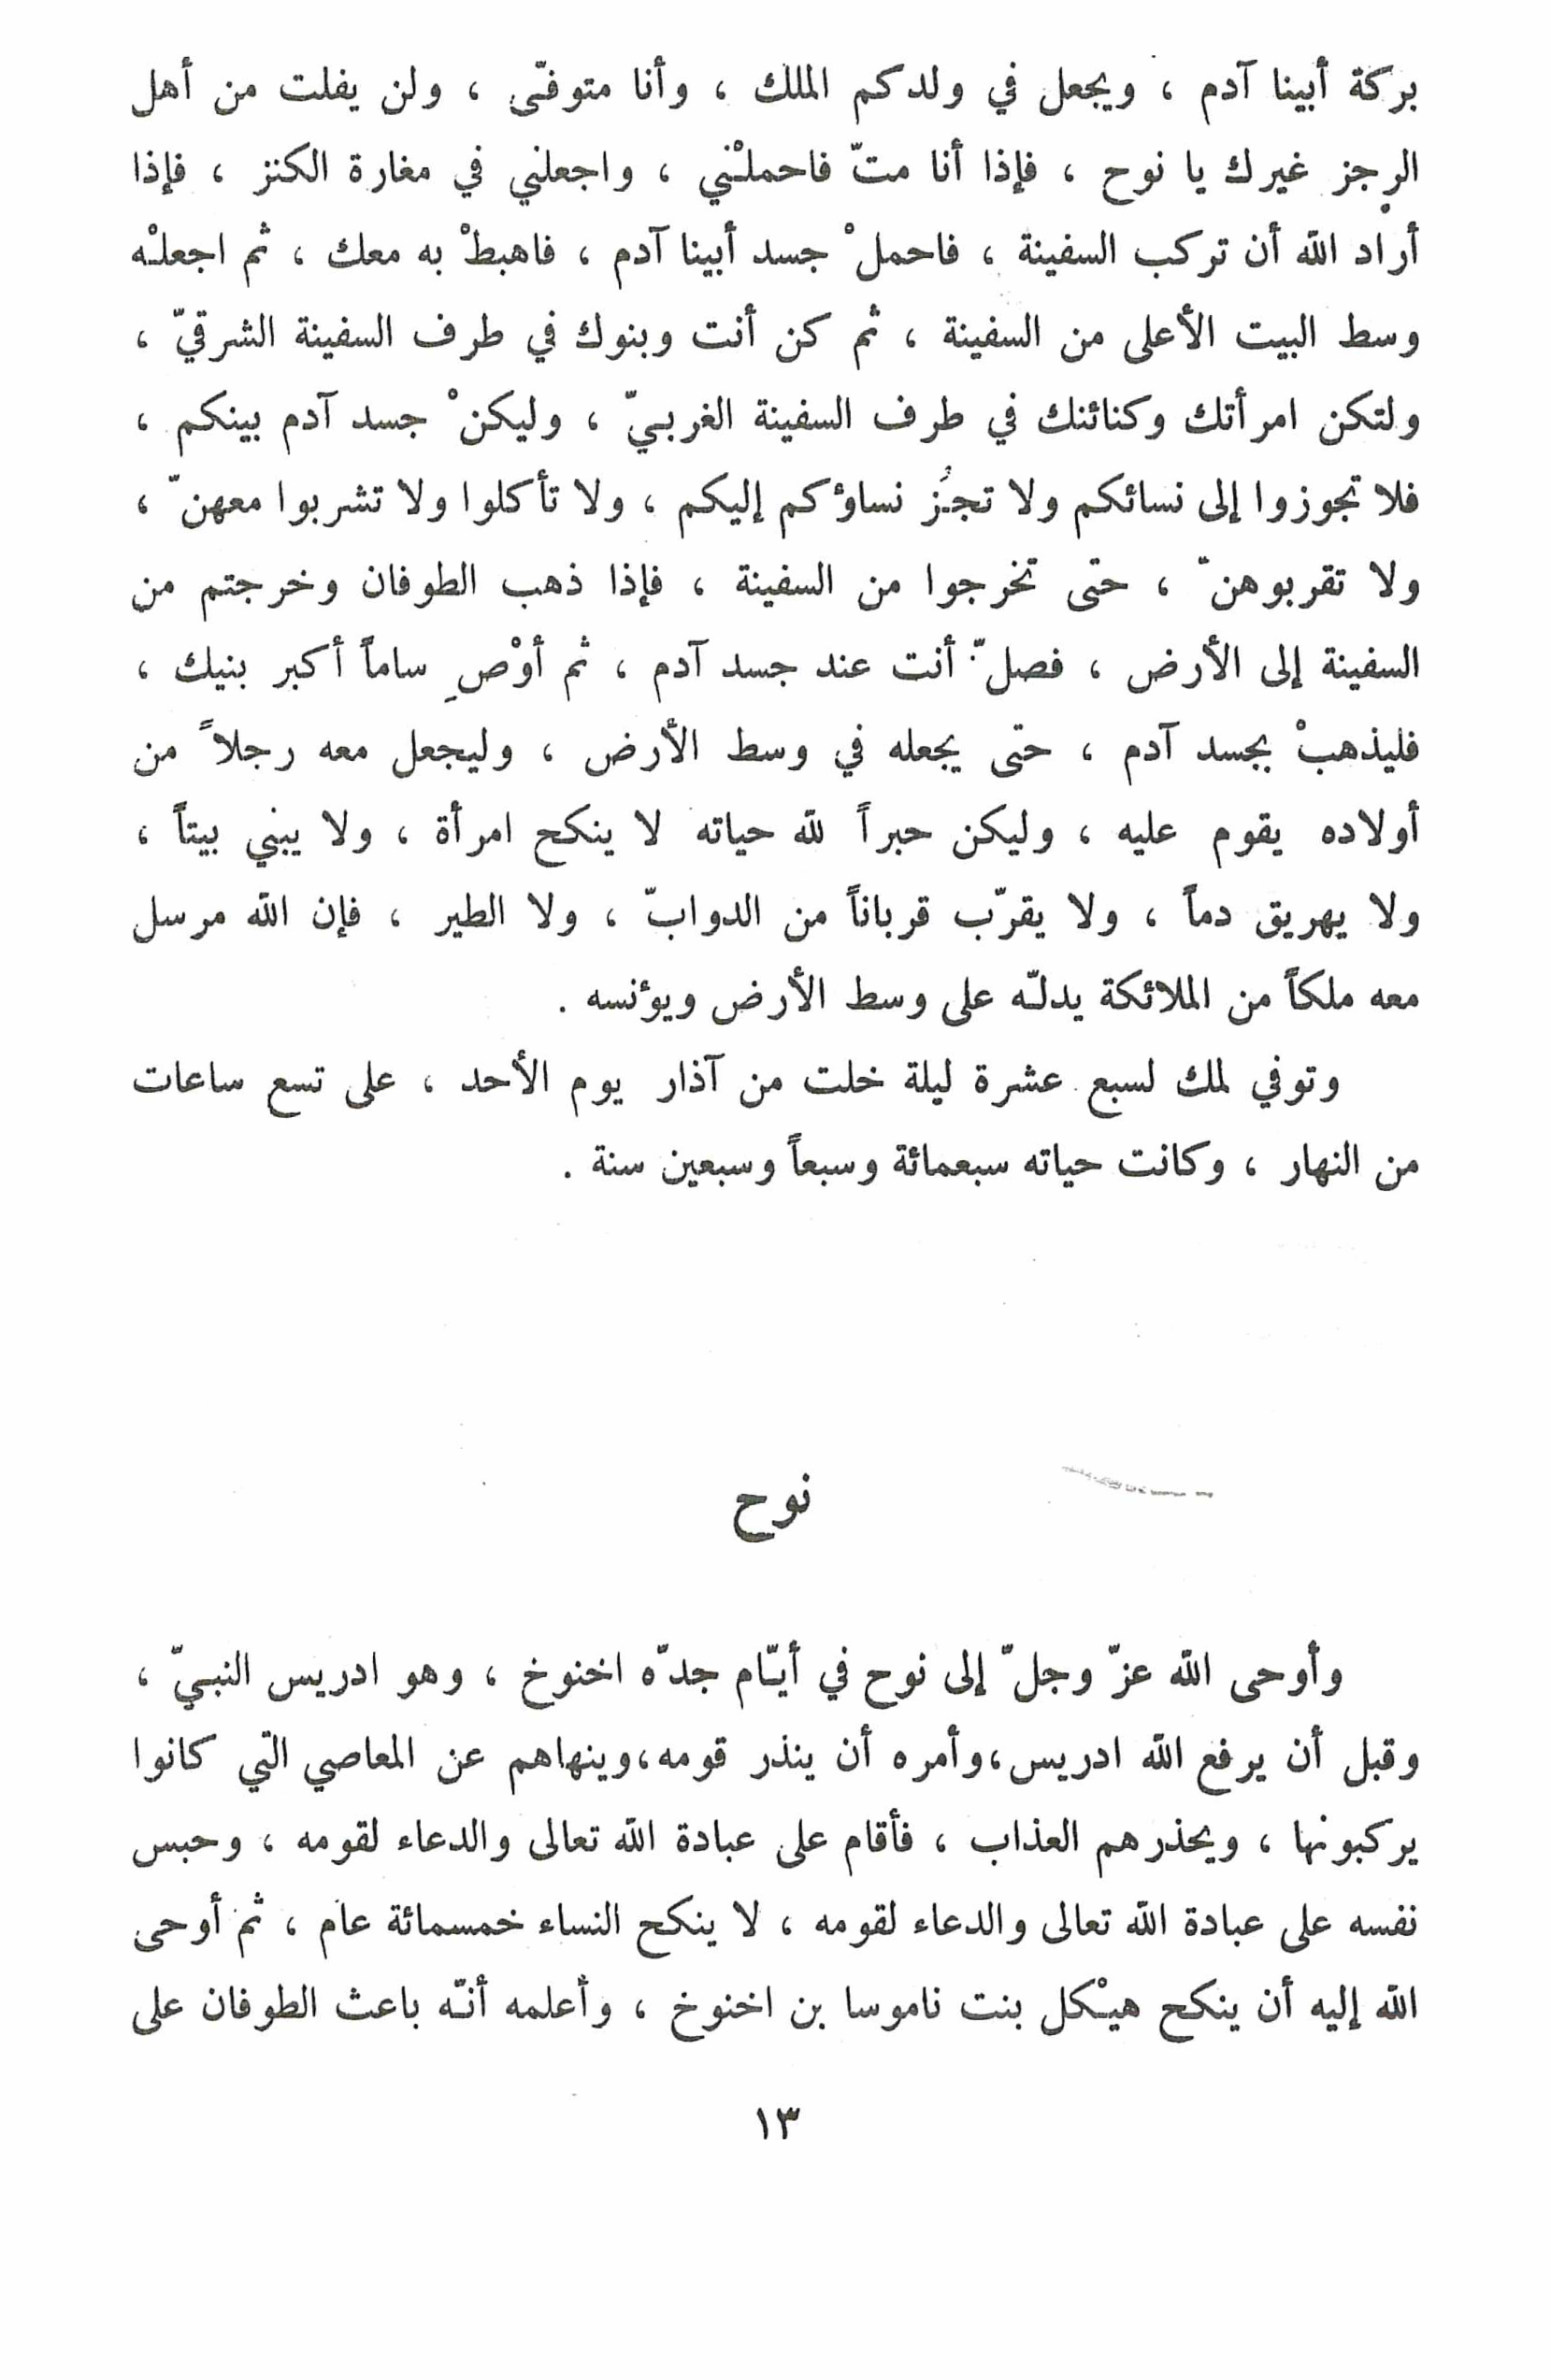 بركة أبينا آدم ، ويجعل في ولدكم الملك ، وأنا متوفّى ، ولن يفلت من أهل
الرجز غيرك يا نوح ، فإذا أنا متّ فاحملْني ، واجعلني في مغارة الكنز ، فإذا
أراد الله أن تركب السفينة ، فاحملْ جسد أبينا آدم ، فاهبطْ به معك ، ثم اجعلْه
وسط البيت الأعلى من السفينة ، ثم كن أنت وبنوك في طرف السفينة الشرقيّ ،
ولتكن امرأتك وكنائنك في طرف السفينة الغربيّ ، وليكنْ جسد آدم بينكم ،
فلا تجوزوا إلى نسائكم ولا تجُز نساؤكم إليكم ، ولا تأكلوا ولا تشربوا معهنّ ،
ولا تقربوهنّ ، حتى تخرجوا من السفينة ، فإذا ذهب الطوفان وخرجتم من
السفينة إلى الأرض ، فصلّ أنت عند جسد آدم ، ثم أوْصِ ساماً أكبر بنيك ،
فليذهبْ بجسد آدم ، حتى يجعله في وسط الأرض ، وليجعل معه رجلاً من
أولاده يقوم عليه ، وليكن حبراً لله حياته لا ينكح امرأة ، ولا يبني بيتاً ،
ولا يهريق دماً ، ولا يقرّب قرباناً من الدوابّ ، ولا الطير ، فإن الله مرسل
معه ملكاً من الملائكة يدلّه على وسط الأرض ويؤنسه .
وتوفي لمك لسبع عشرة ليلة خلت من آذار يوم الأحد ، على تسع ساعات
من النهار ، وكانت حياته سبعمائة وسبعاً وسبعين سنة .
نوح
وأوحى الله عزّ وجلّ إلى نوح في أيّام جدّه اخنوخ ، وهو ادريس النبيّ ،
وقبل أن يرفع الله ادريس،وأمره أن ينذر قومه،وينهاهم عن المعاصي التي كانوا
يركبونها ، ويحذرهم العذاب ، فأقام على عبادة الله تعالى والدعاء لقومه ، وحبس
نفسه على عبادة الله تعالى والدعاء لقومه ، لا ينكح النساء خمسمائة عام ، ثم أوحى
الله إليه أن ينكح هيْكل بنت ناموسا بن اخنوخ ، وأعلمه أنّه باعث الطوفان على
١٣